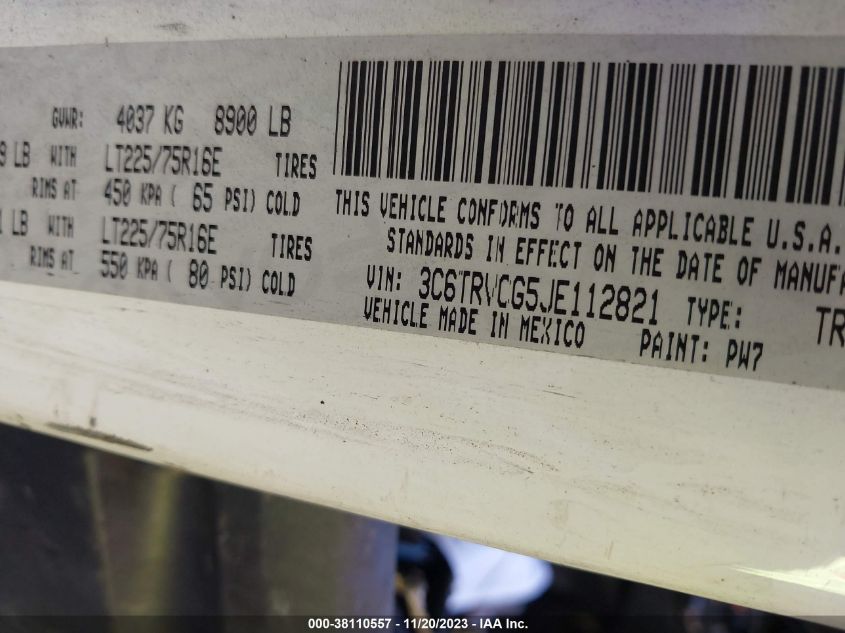 GVWR: 4037 KG 8900 LB
LB WITH LT225/75R16E TIRES
RIMS AT 450 KPA ( 65 PSI) COLD
LB WITH LT225/75R16E TIRES
RIMS AT 550 KPA ( 80 PSI) COLD
THIS VEHICLE CONFORMS TO ALL APPLICABLE U.S.A.
STANDARDS IN EFFECT ON THE DATE OF MANUFA
VIN: 3C6TRVCG5JE112821 TYPE: TR
VEHICLE MADE IN MEXICO PAINT: PW7
000-38110557 - 11/20/2023 - IAA Inc.